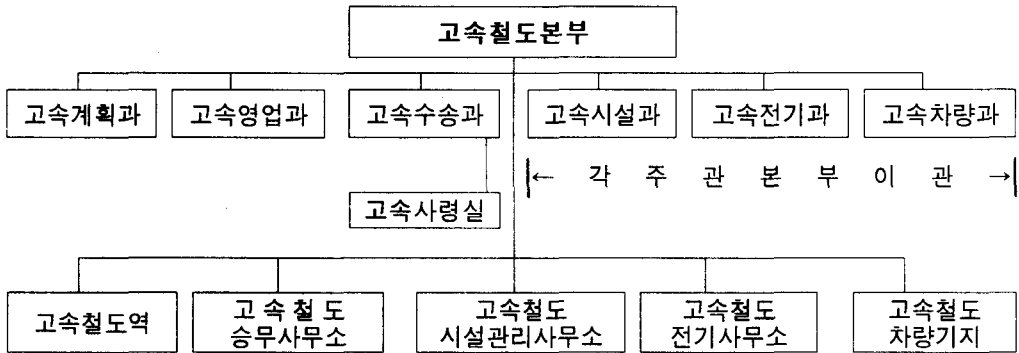 고속철도본부
고속계획과 고속영업과 고속수송과 고속시설과 고속전기과 고속차량과
← 각 주 관 본 부 이 관 →
고속사령실
고속철도역
고 속 철 도
승무사무소
고속철도
시설관리사무소
고속철도
전기사무소
고속철도
차량기지